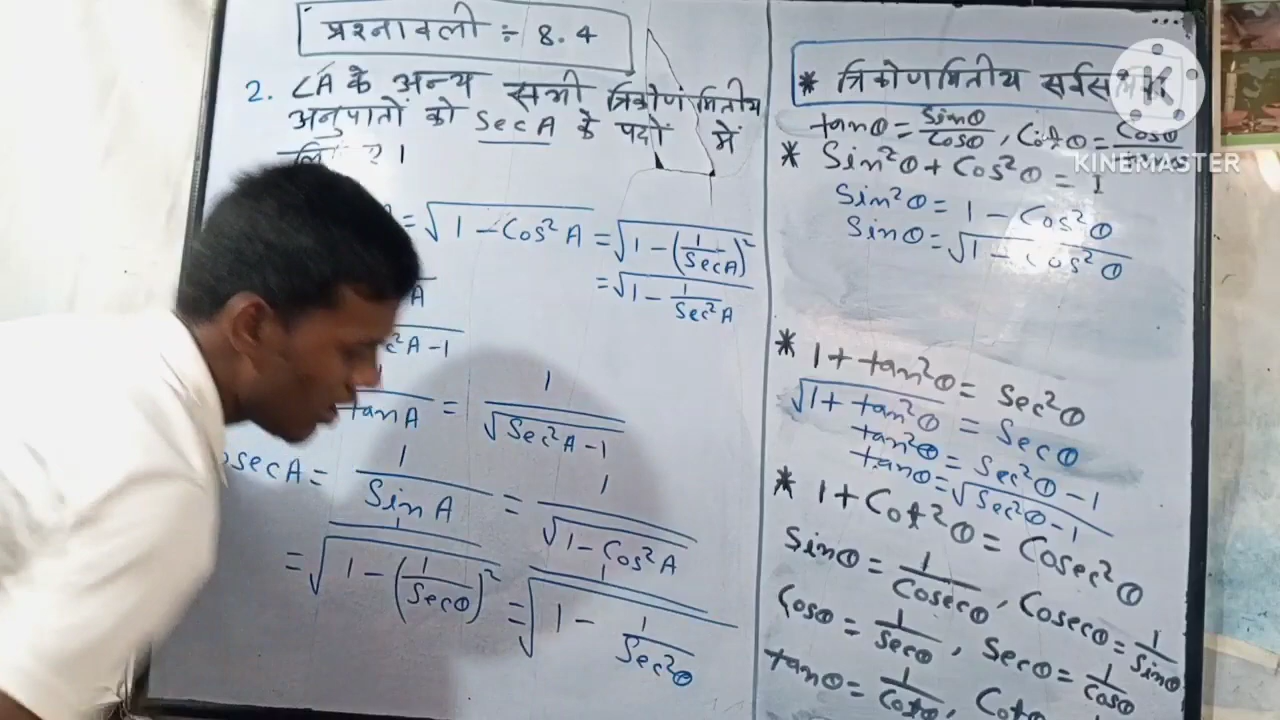 प्रश्नावली ÷ 8.4
2. ∠A के अन्य सभी त्रिकोणमितीय
अनुपातों को SecA के पदों में
= √(1 - Cos²A) = √(1 - (1/SecA)²)
= √(1 - 1/Sec²A)
A
c²A - 1
tanA = 1/√(Sec²A - 1)
osecA = 1/SinA = 1/√(1 - Cos²A)
= 1/√(1 - (1/Secθ)²) = 1/√(1 - 1/Sec²θ)
* त्रिकोणमितीय
tanθ = Sinθ/Cosθ, Cotθ = Cosθ/
* Sin²θ + Cos²θ = 1
Sin²θ = 1 - Cos²θ
Sinθ = √(1 - Cos²θ)
* 1 + tan²θ = Sec²θ
√(1 + tan²θ) = Secθ
tan²θ = Sec²θ - 1
tanθ = √(Sec²θ - 1)
* 1 + Cot²θ = Cosec²θ
Sinθ = 1/Cosecθ, Cosecθ = 1/Sinθ
Cosθ = 1/Secθ, Secθ = 1/Cosθ
tanθ = 1/Cotθ, Cotθ
K
KINEMASTER